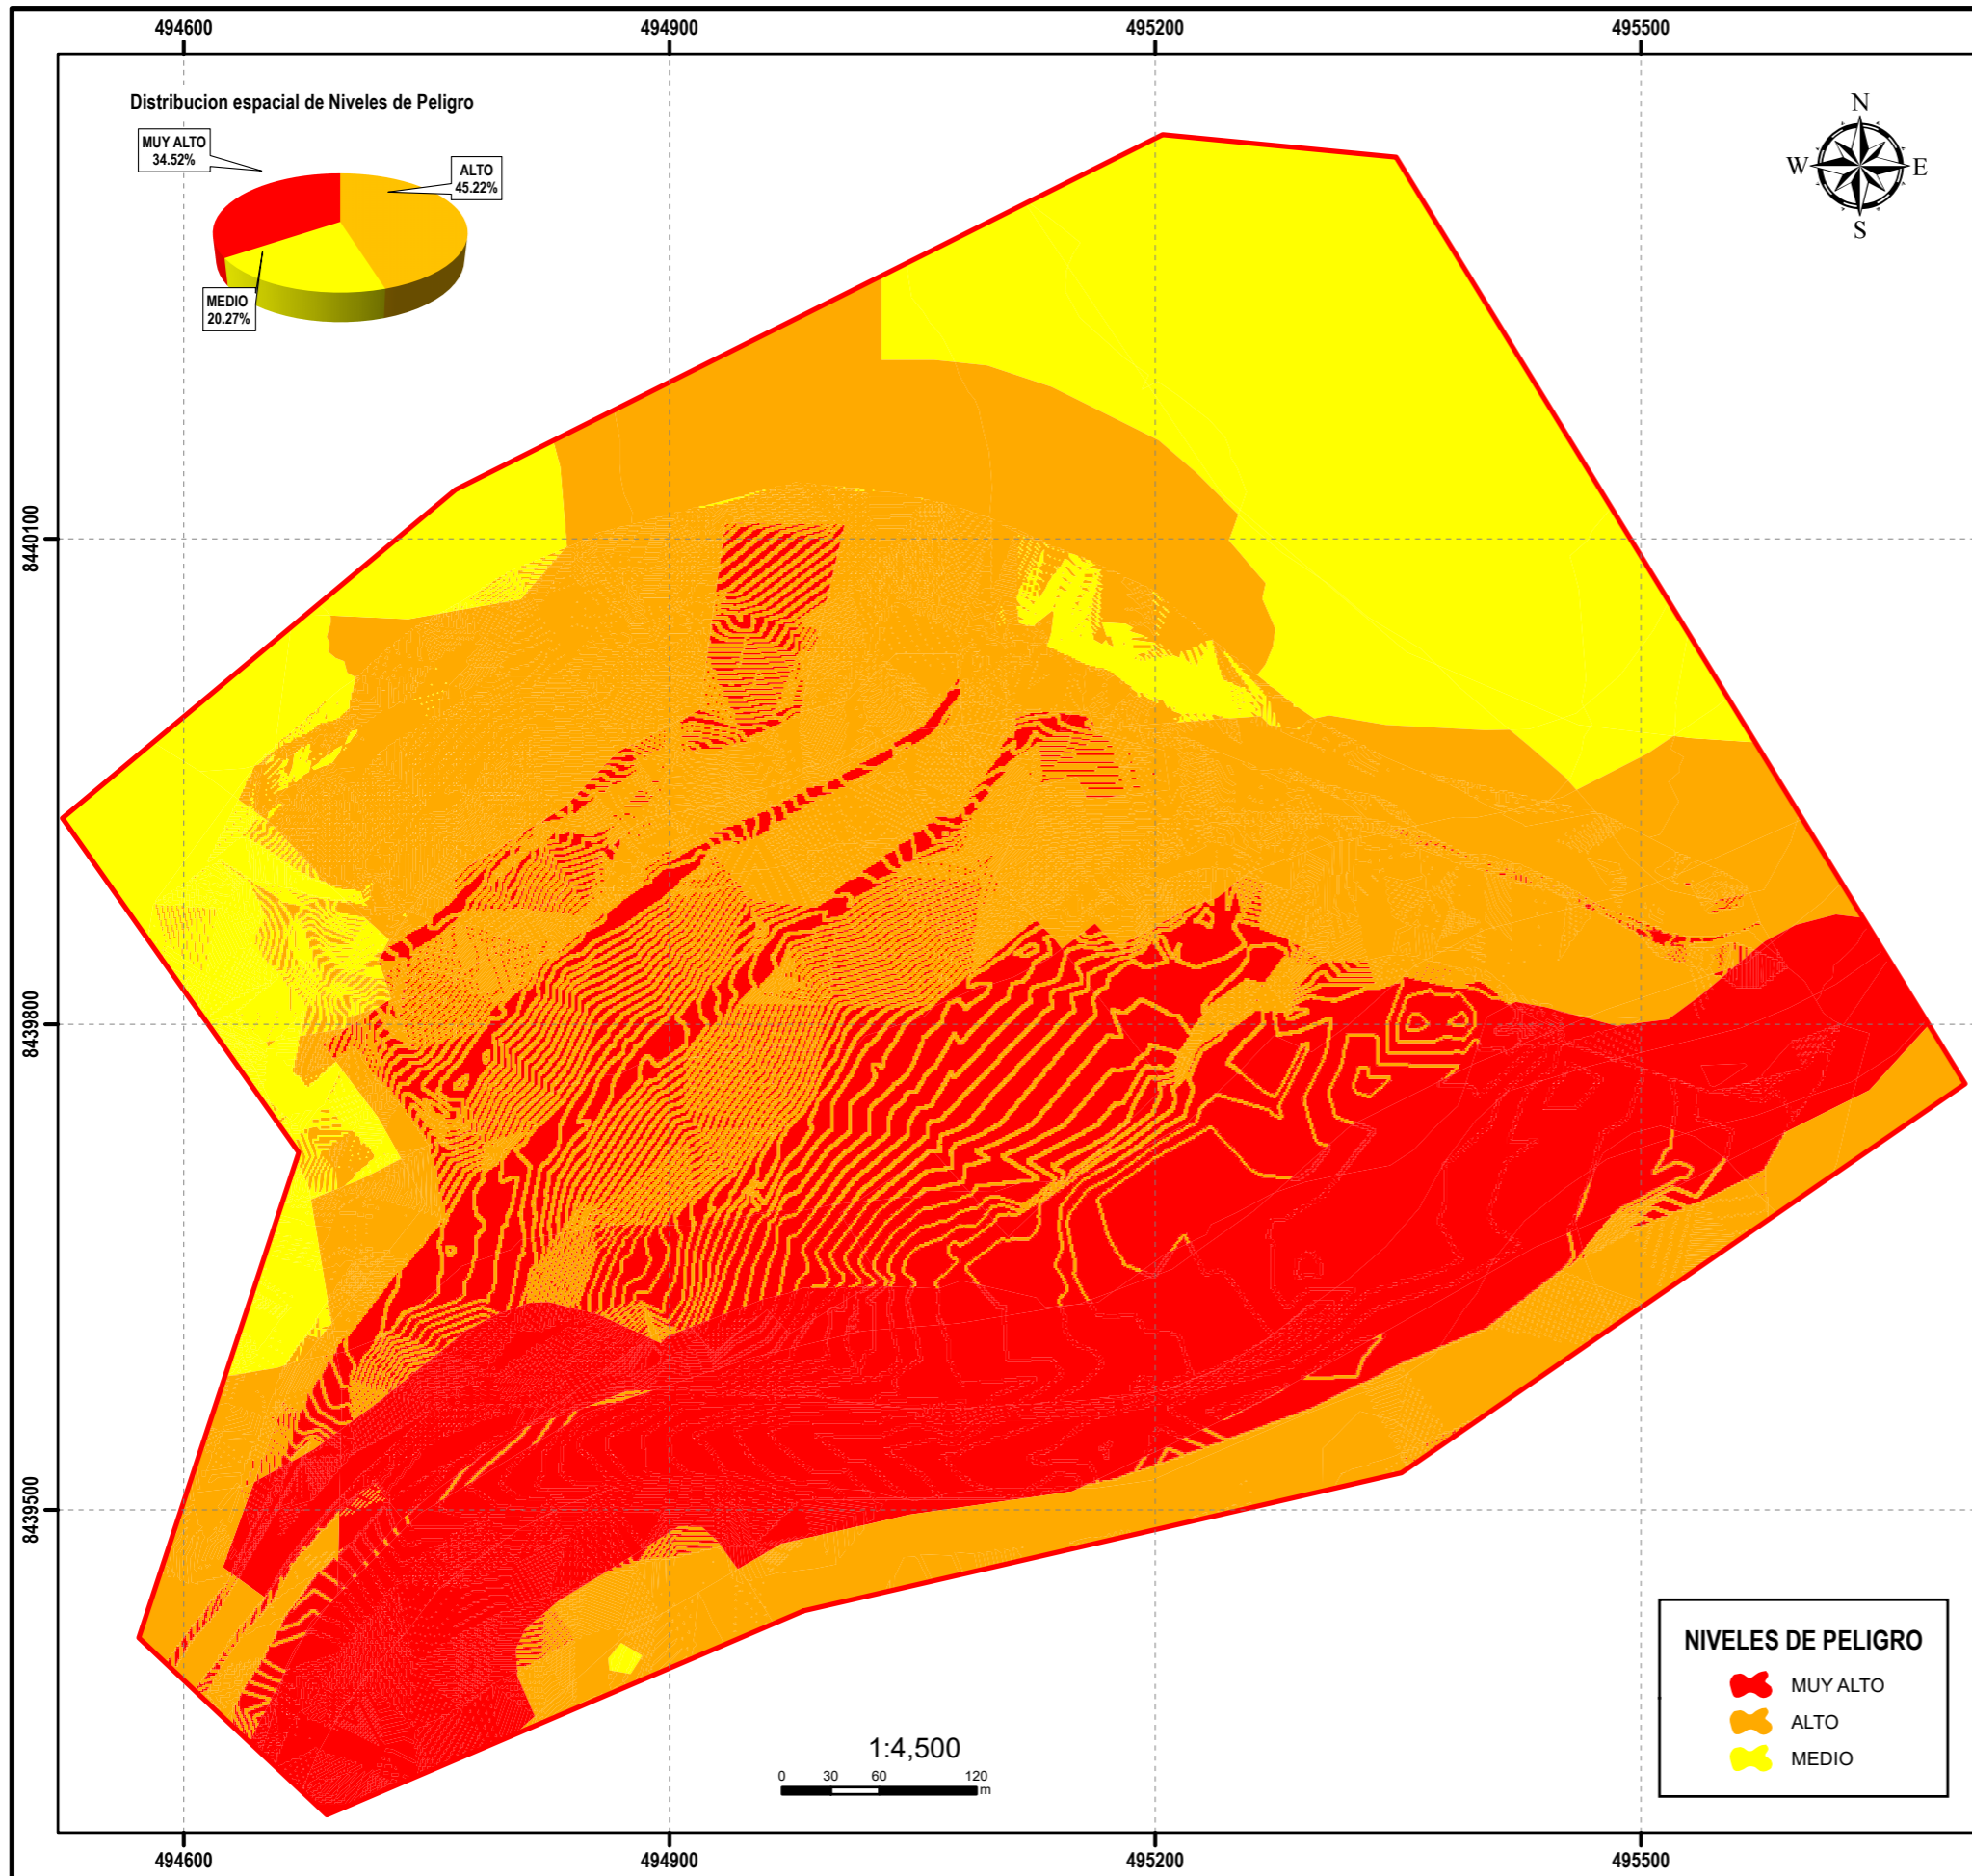 494600
494900
495200
495500
Distribucion espacial de Niveles de Peligro
MUY ALTO
34.52%
ALTO
45.22%
MEDIO
20.27%
N
W
E
S
8440100
8439800
8439500
NIVELES DE PELIGRO
MUY ALTO
ALTO
MEDIO
1:4,500
0 30 60 120
m
494600
494900
495200
495500